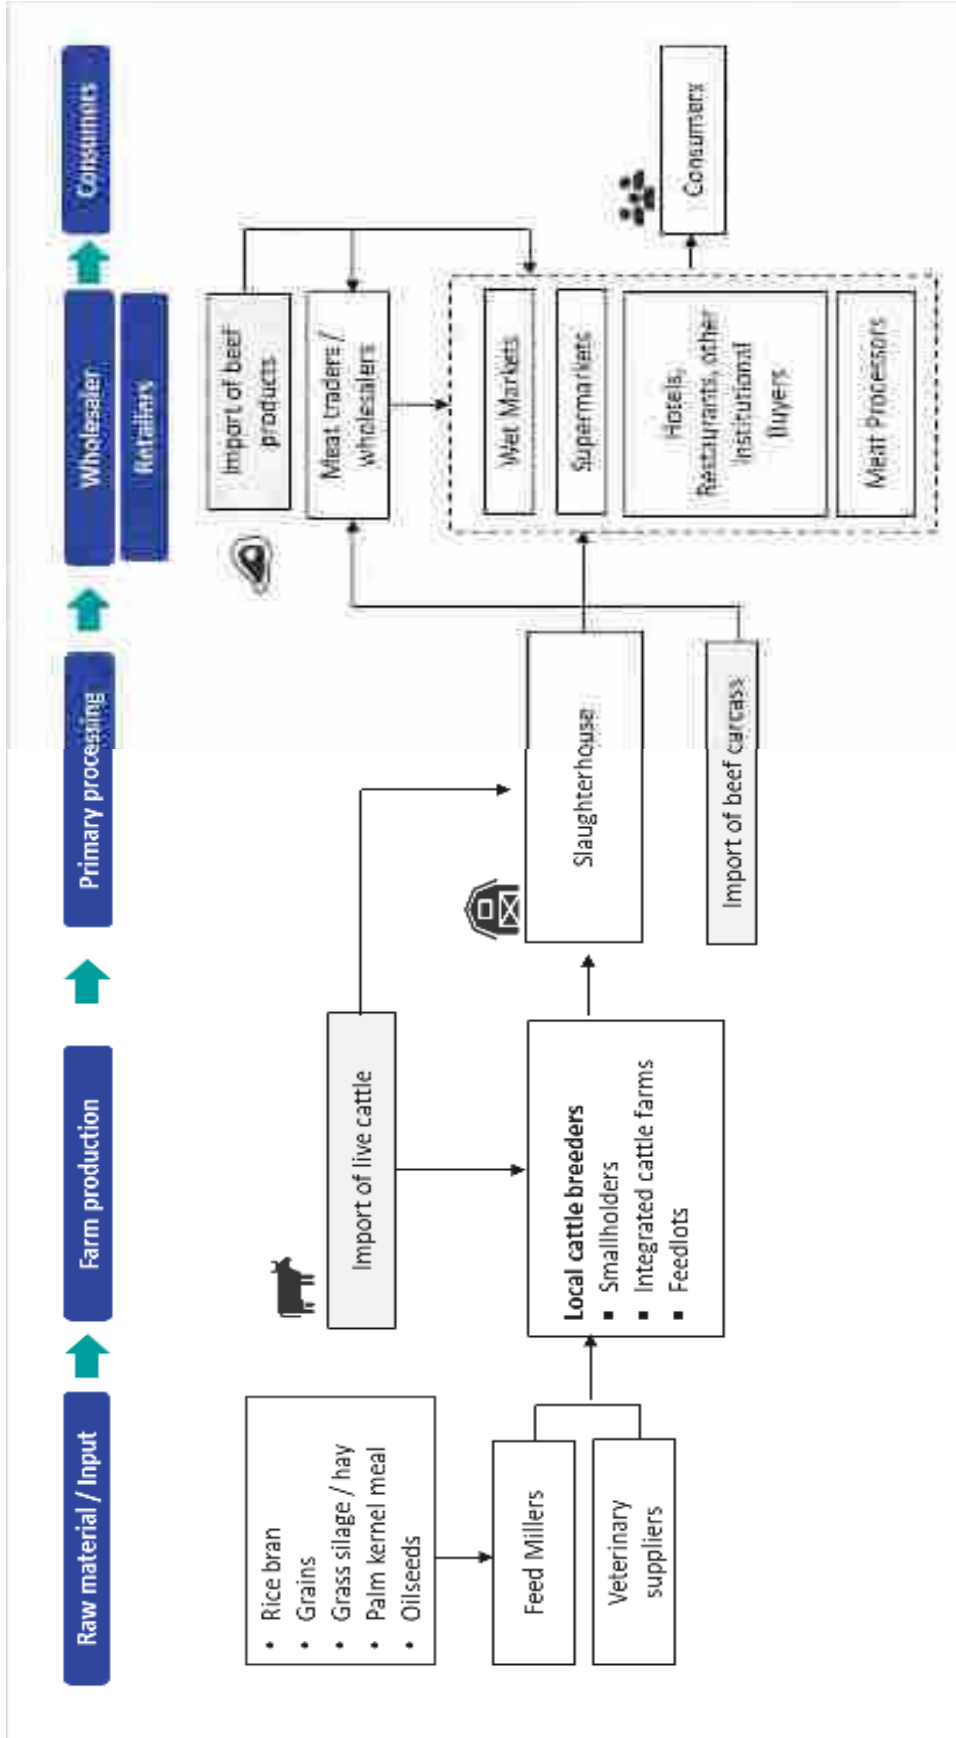 Raw material / Input
Farm production
Primary processing
Wholesaler
Retailers
Consumers
• Rice bran
• Grains
• Grass silage / hay
• Palm kernel meal
• Oilseeds
Feed Millers
Veterinary
suppliers
Import of live cattle
Local cattle breeders
▪ Smallholders
▪ Integrated cattle farms
▪ Feedlots
Slaughterhouse
Import of beef carcass
Import of beef
products
Meat traders /
wholesalers
Wet Markets
Supermarkets
Hotels,
Restaurants, other
Institutional
Buyers
Meat Processors
Consumers